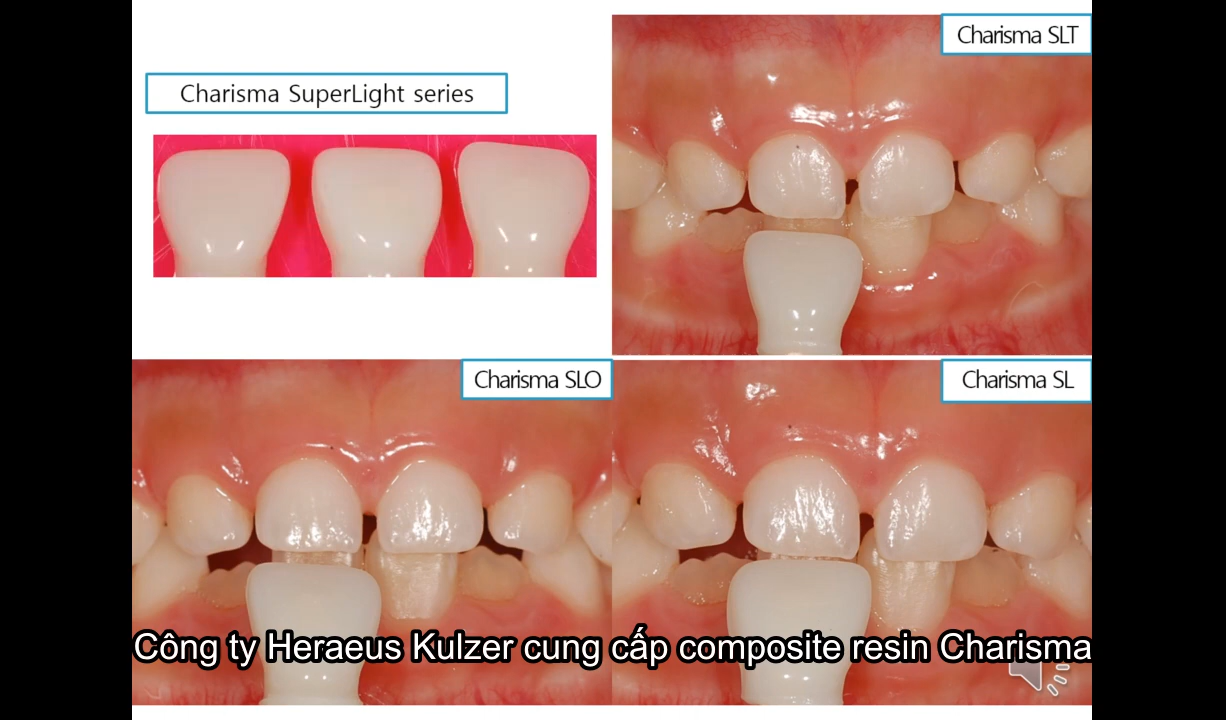 Charisma SuperLight series
Charisma SLT
Charisma SLO
Charisma SL
Công ty Heraeus Kulzer cung cấp composite resin Charisma